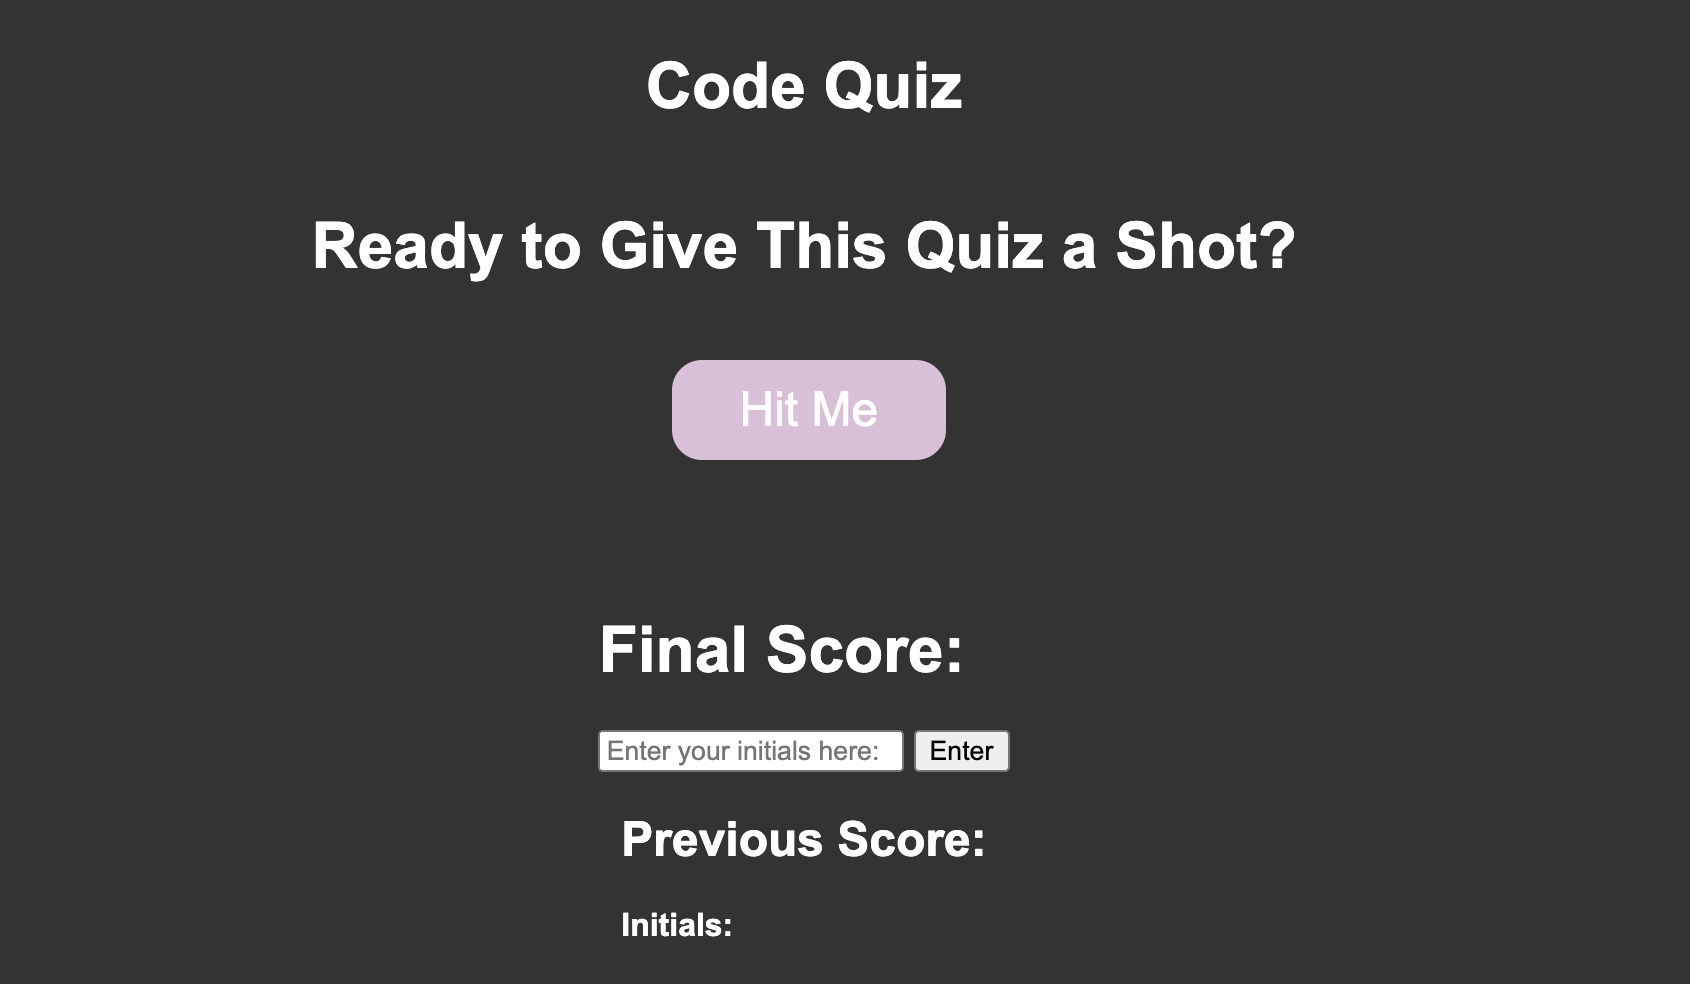 Code Quiz
Ready to Give This Quiz a Shot?
Hit Me
Final Score:
Enter your initials here: Enter
Previous Score:
Initials: